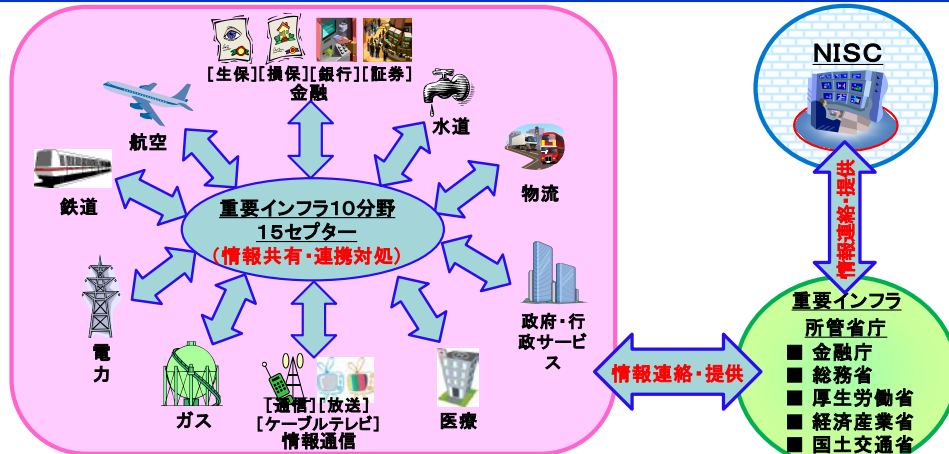 [生保][損保][銀行][証券]
金融
航空
水道
鉄道
物流
重要インフラ10分野
15セプター
(情報共有・連携対処)
電
力
ガス
[通信][放送]
[ケーブルテレビ]
情報通信
医療
政府・行
政サービ
ス
情報連絡・提供
NISC
情報連絡・提供
重要インフラ
所管省庁
■ 金融庁
■ 総務省
■ 厚生労働省
■ 経済産業省
■ 国土交通省